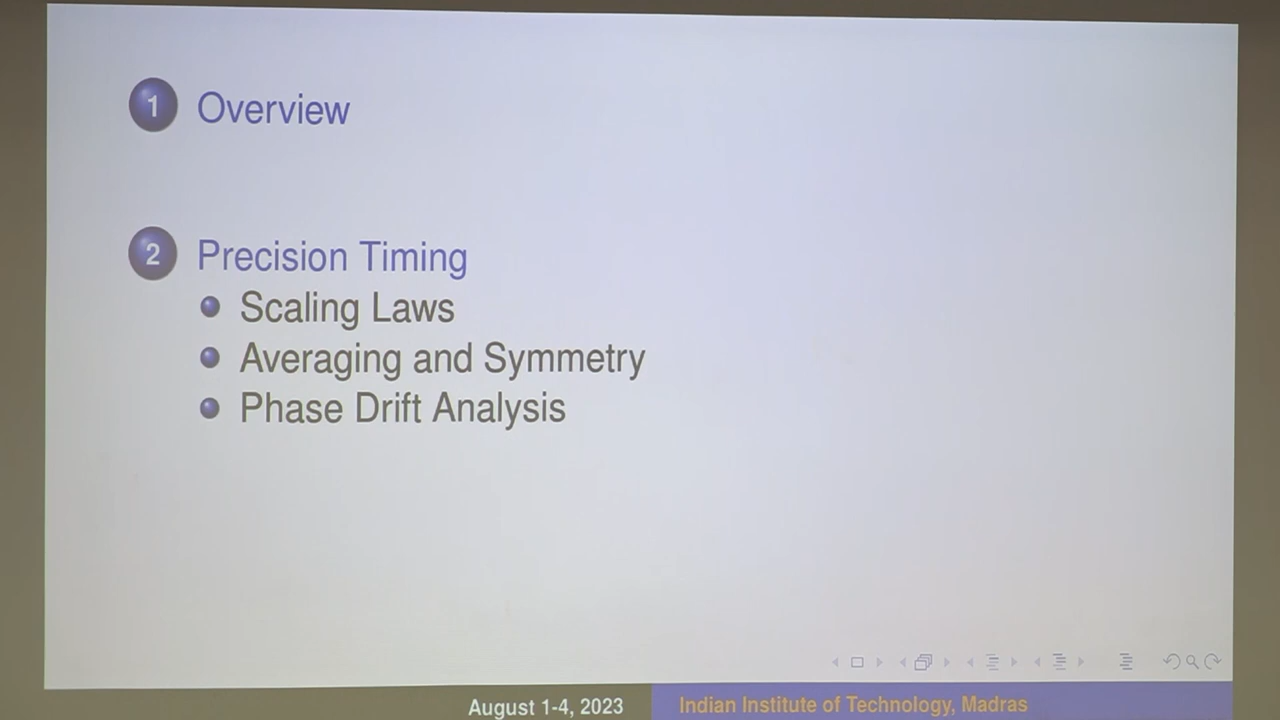 1 Overview
2 Precision Timing
Scaling Laws
Averaging and Symmetry
Phase Drift Analysis
August 1-4, 2023
Indian Institute of Technology, Madras